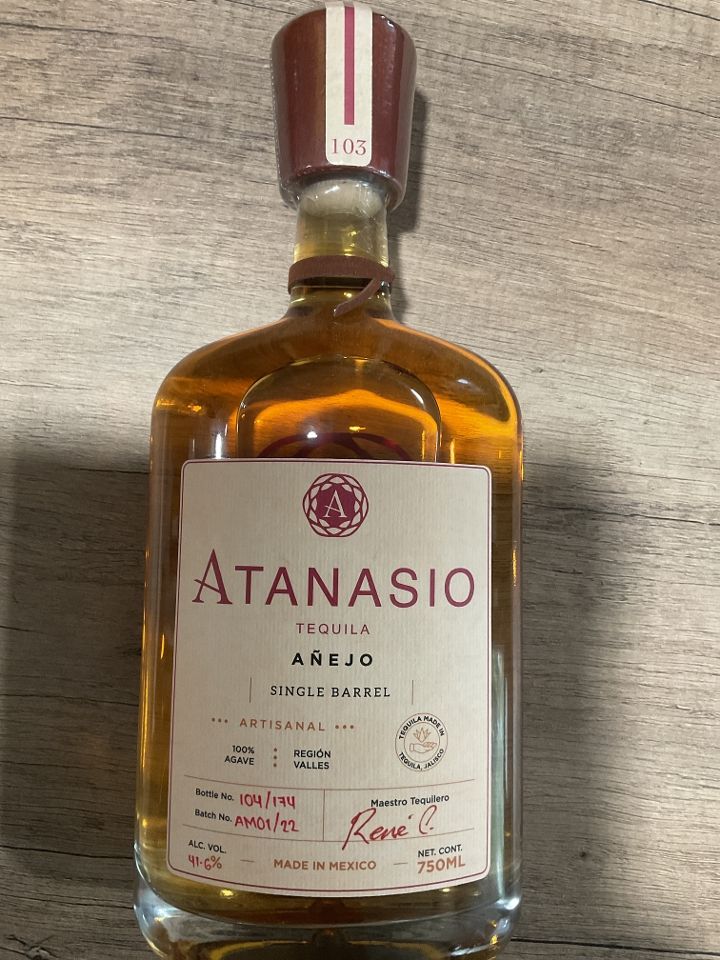 103
A
ATANASIO
TEQUILA
AÑEJO
SINGLE BARREL
••• ARTISANAL •••
100%
AGAVE
REGIÓN
VALLES
TEQUILA MADE IN
TEQUILA, JALISCO
Bottle No. 104/174
Batch No. AM01/22
Maestro Tequilero
René C.
ALC. VOL.
41.6%
— MADE IN MEXICO —
NET. CONT.
750ML